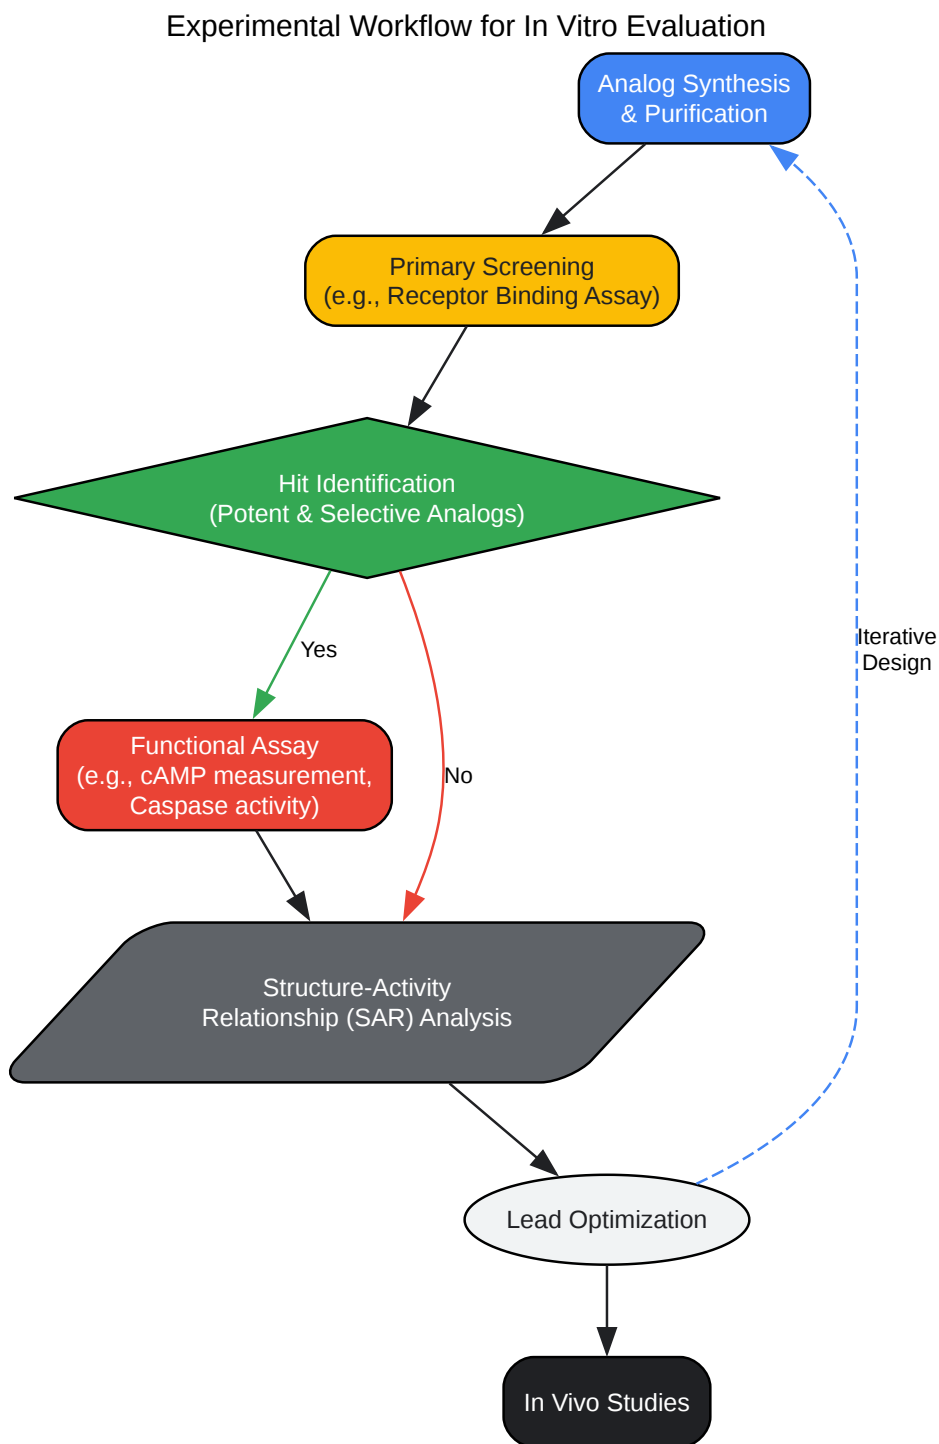 Experimental Workflow for In Vitro Evaluation
Analog Synthesis
& Purification
Primary Screening
(e.g., Receptor Binding Assay)
Hit Identification
(Potent & Selective Analogs)
Yes
Iterative
Design
Functional Assay
(e.g., cAMP measurement,
Caspase activity)
No
Structure-Activity
Relationship (SAR) Analysis
Lead Optimization
In Vivo Studies